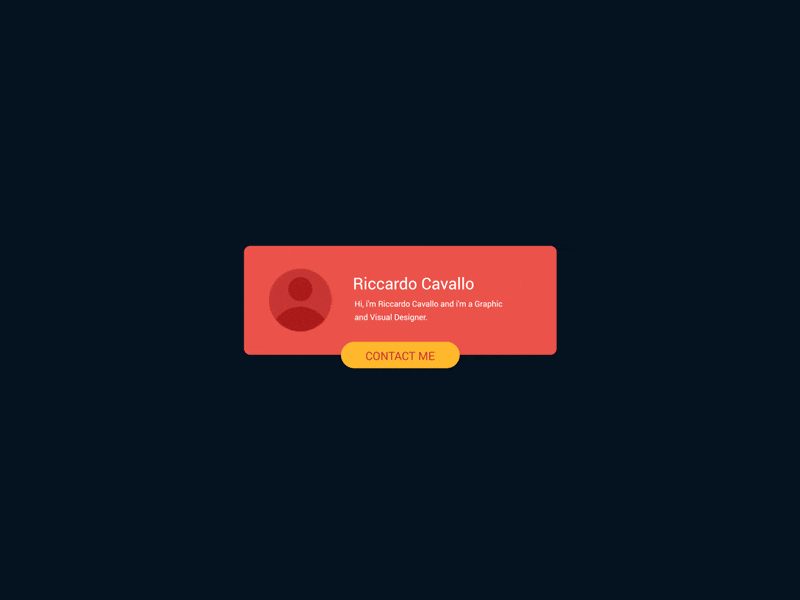 Riccardo Cavallo
Hi, i'm Riccardo Cavallo and i'm a Graphic
and Visual Designer.
CONTACT ME